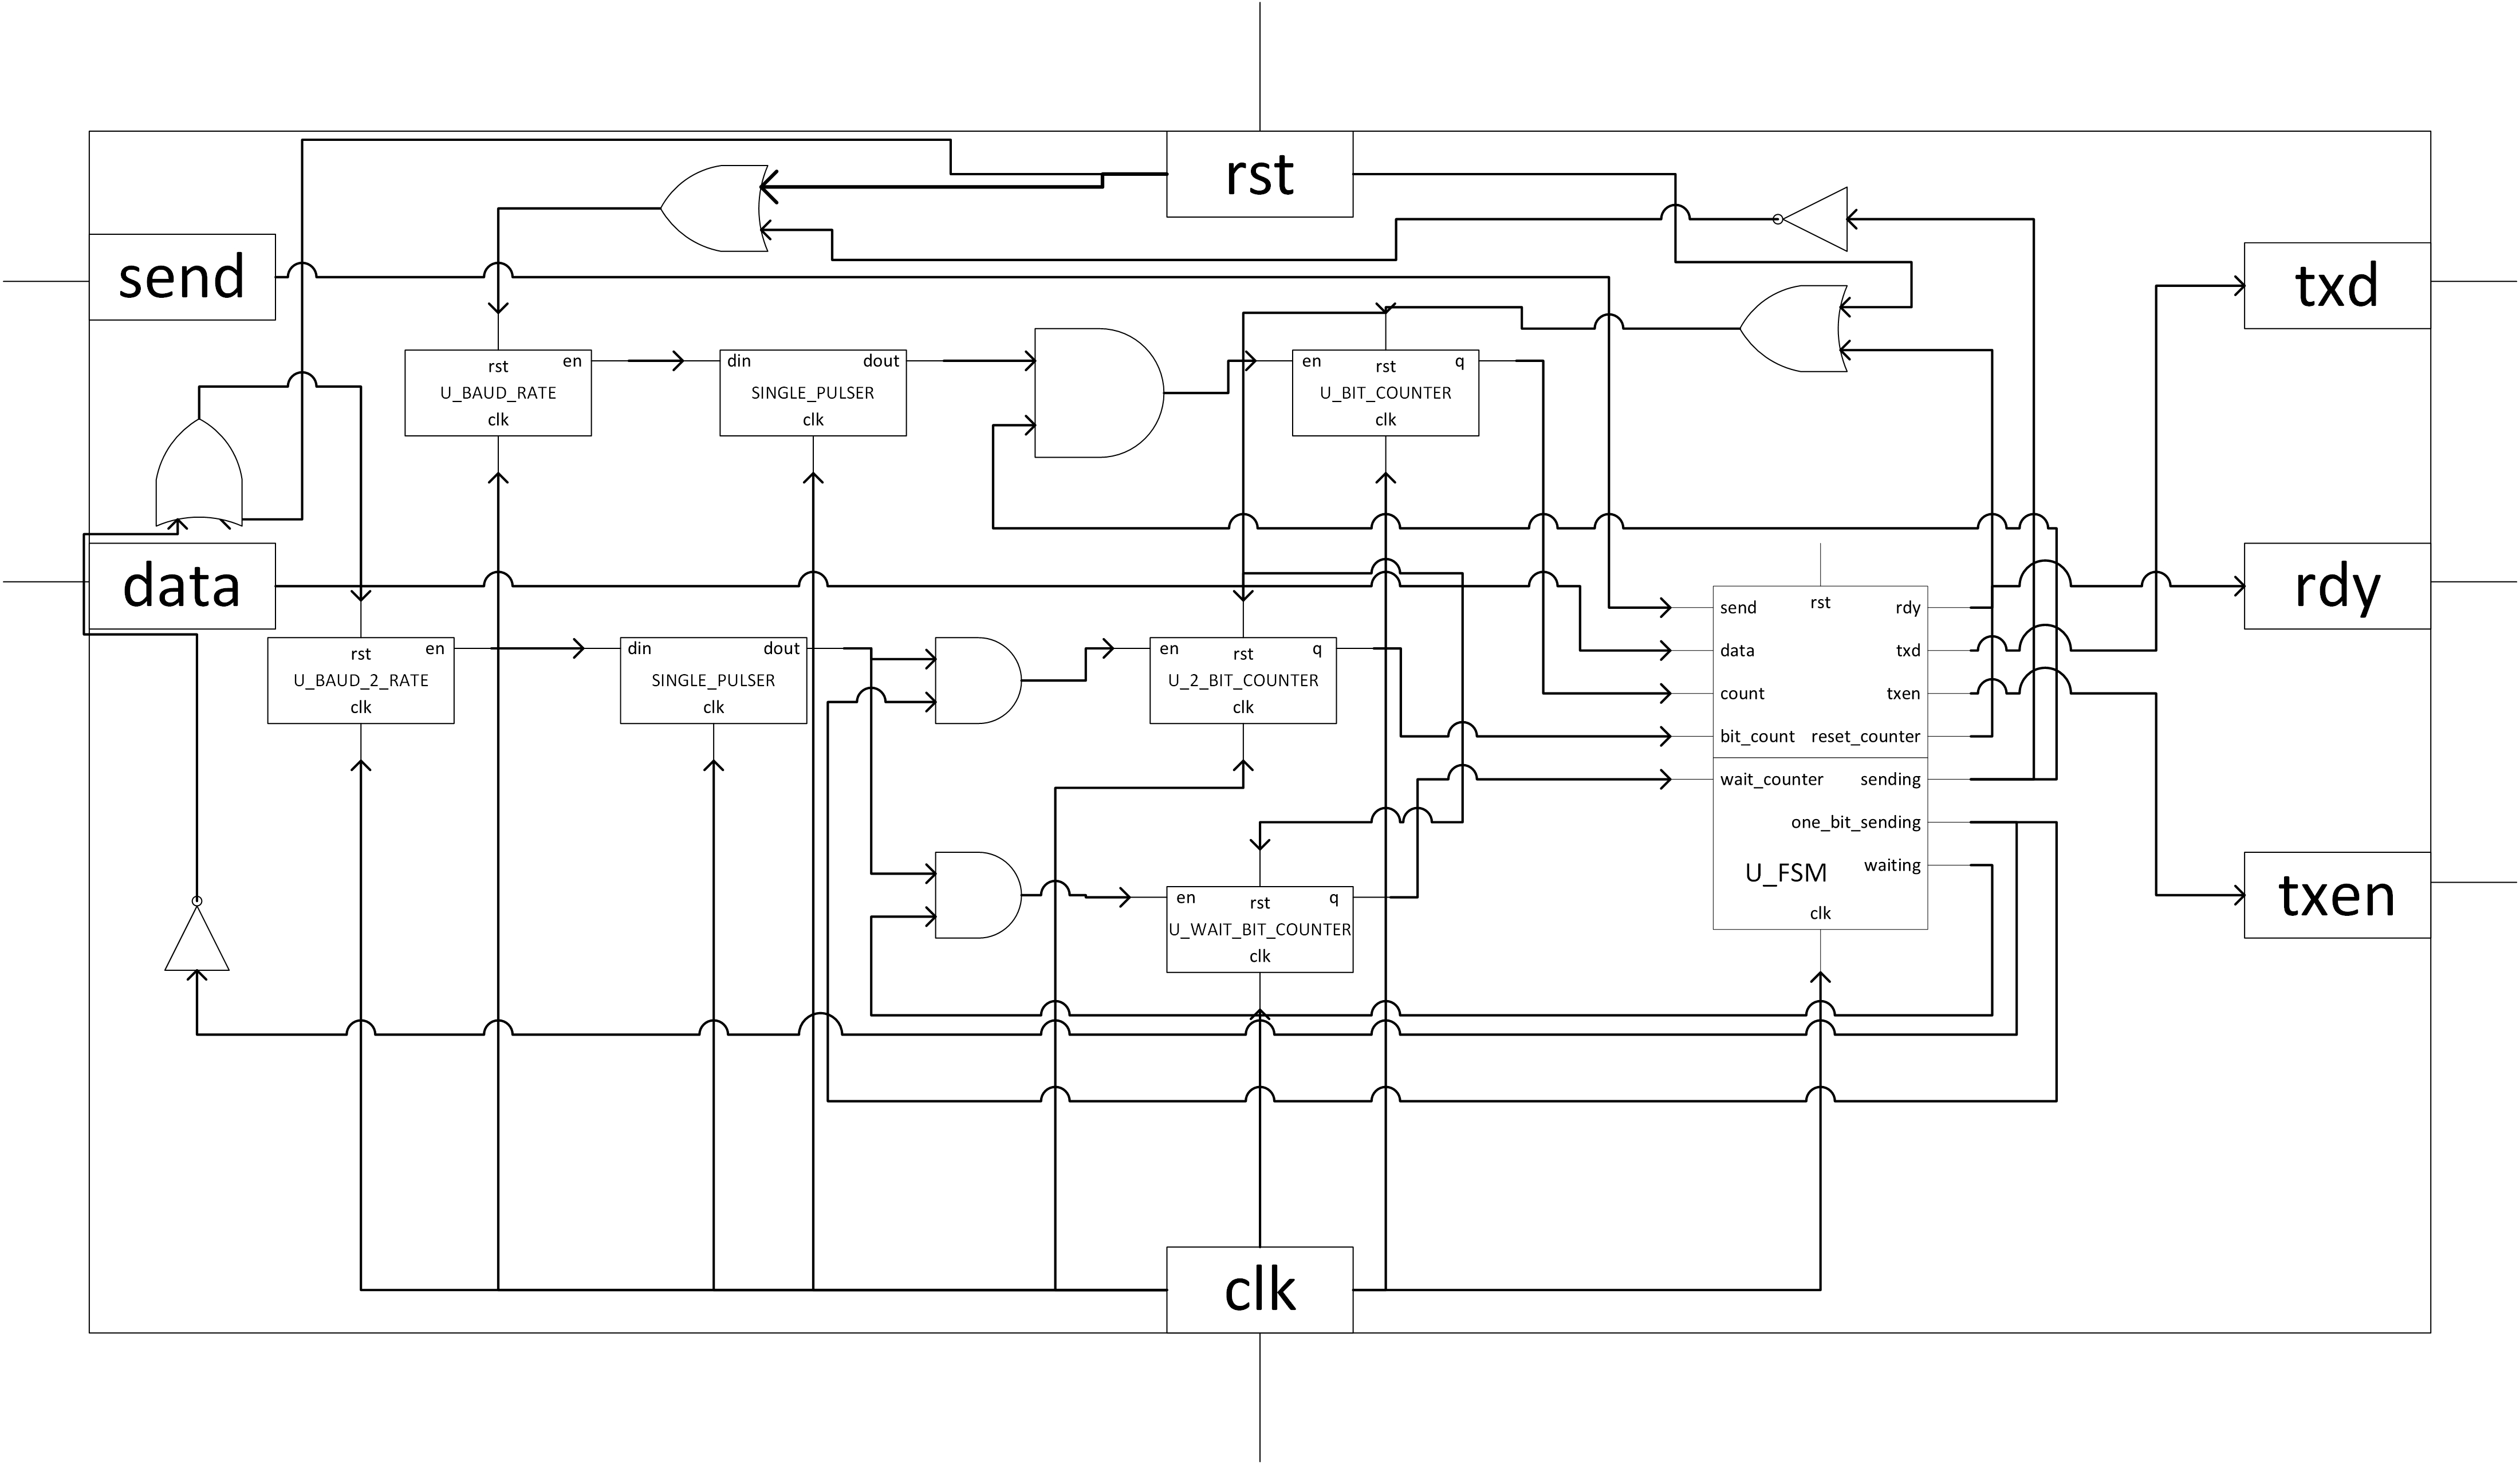 rst
send
txd
rst
en
U_BAUD_RATE
clk
din
dout
SINGLE_PULSER
clk
en
rst
q
U_BIT_COUNTER
clk
data
rdy
rst
en
U_BAUD_2_RATE
clk
din
dout
SINGLE_PULSER
clk
en
rst
q
U_2_BIT_COUNTER
clk
send
rst
rdy
data
txd
count
txen
bit_count
reset_counter
wait_counter
sending
one_bit_sending
U_FSM
waiting
clk
en
rst
q
U_WAIT_BIT_COUNTER
clk
txen
clk